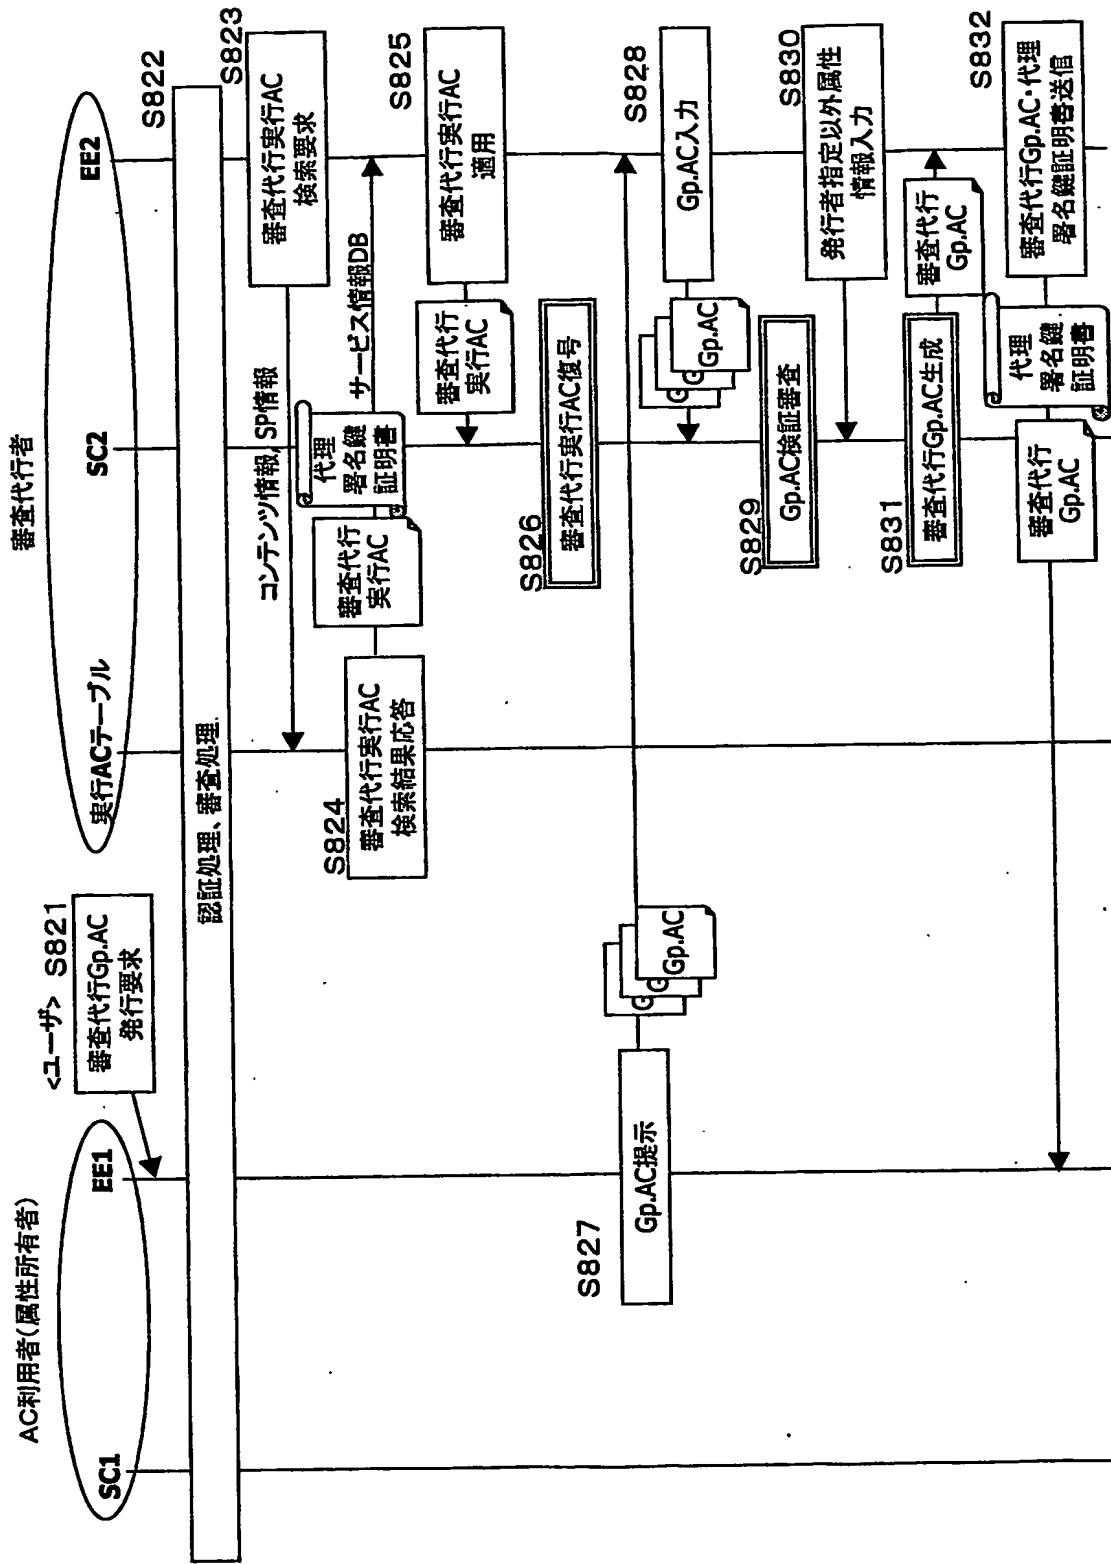 AC利用者(属性所有者)
SC1
EE1
審査代行者
実行ACテーブル
SC2
EE2
<ユーザ> S821
審査代行Gp.AC
発行要求
S822
認証処理、審査処理
S823
審査代行実行AC
検索要求
コンテンツ情報/SP情報
S824
審査代行実行AC
検索結果応答
審査代行
実行AC
代理
署名鍵
証明書
サービス情報DB
S825
審査代行実行AC
適用
審査代行
実行AC
S826
審査代行実行AC復号
S827
Gp.AC提示
G
G
Gp.AC
S828
Gp.AC入力
G
G
Gp.AC
S829
Gp.AC検証審査
S830
発行者指定以外属性
情報入力
S831
審査代行Gp.AC生成
審査代行
Gp.AC
S832
審査代行Gp.AC・代理
署名鍵証明書送信
代理
署名鍵
証明書
審査代行
Gp.AC